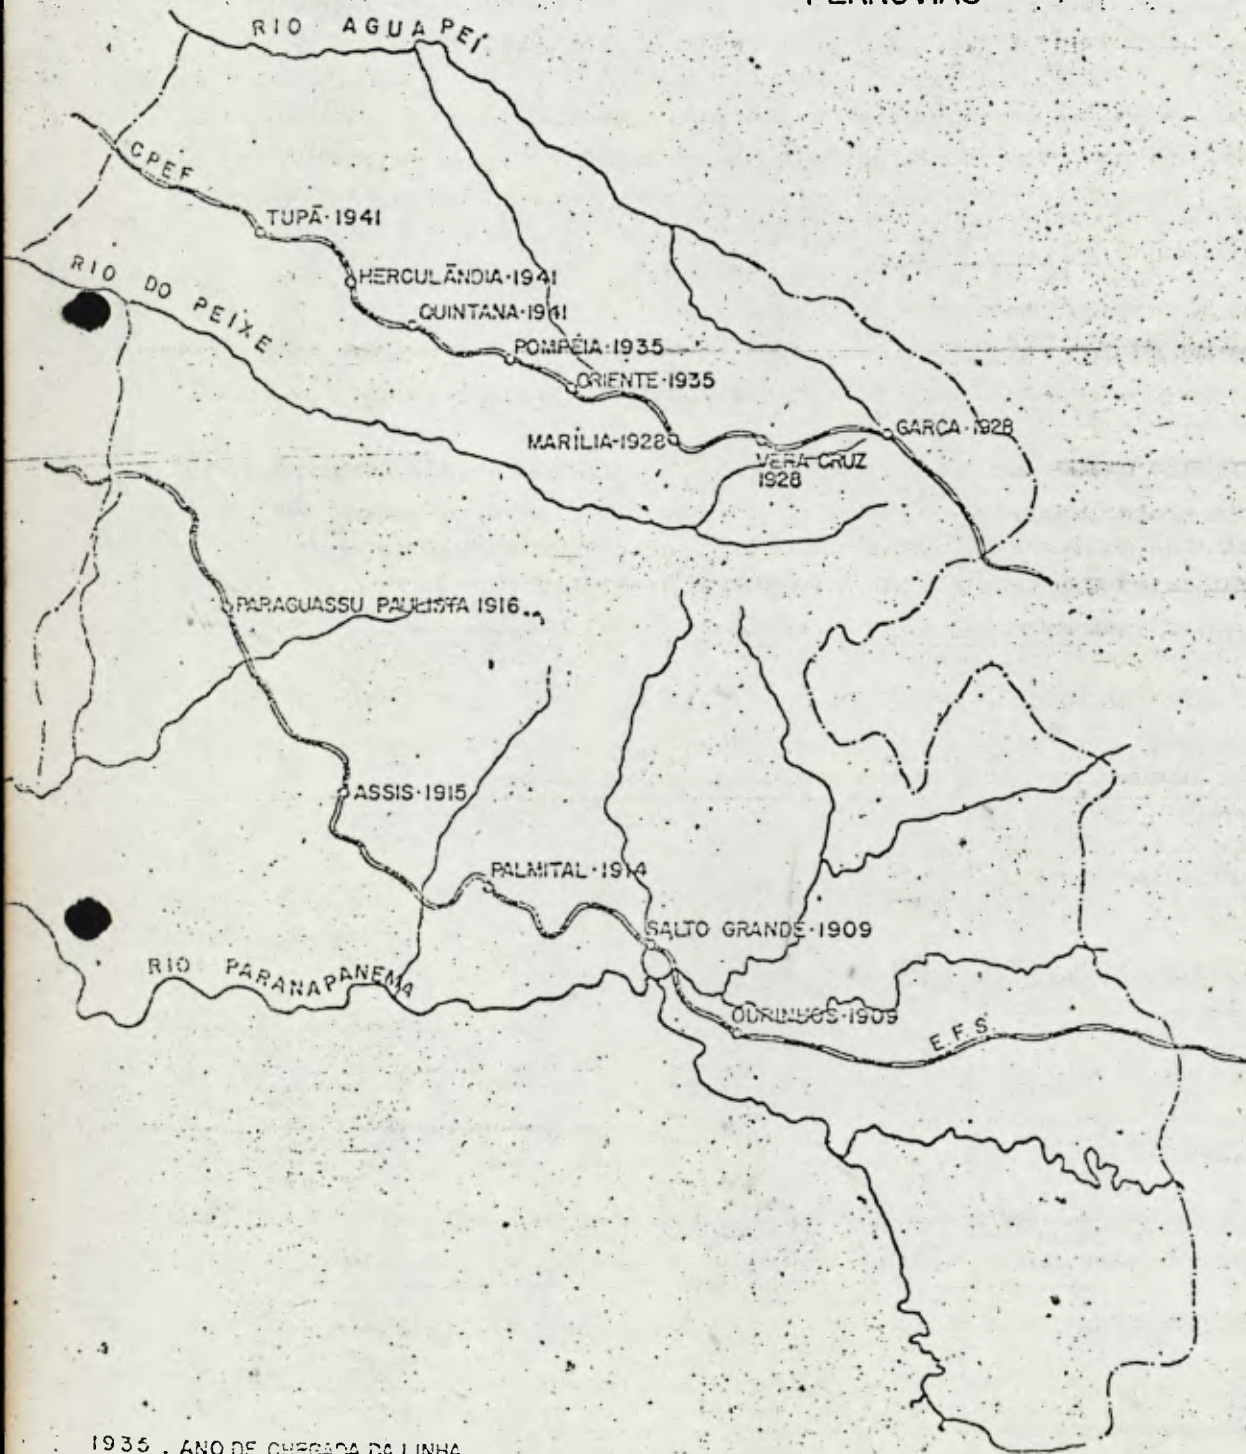 FERROVIAS
RIO AGUAPEÍ
CPEF
TUPÃ·1941
HERCULÂNDIA·1941
RIO DO PEIXE
QUINTANA·1941
POMPÉIA·1935
ORIENTE·1935
MARÍLIA-1928
GARÇA·1928
VERA CRUZ
1928
PARAGUASSU PAULISTA 1916
ASSIS·1915
PALMITAL·1914
SALTO GRANDE·1909
RIO PARANAPANEMA
OURINHOS·1909
E.F.S.
1935 . ANO DE CHEGADA DA LINHA